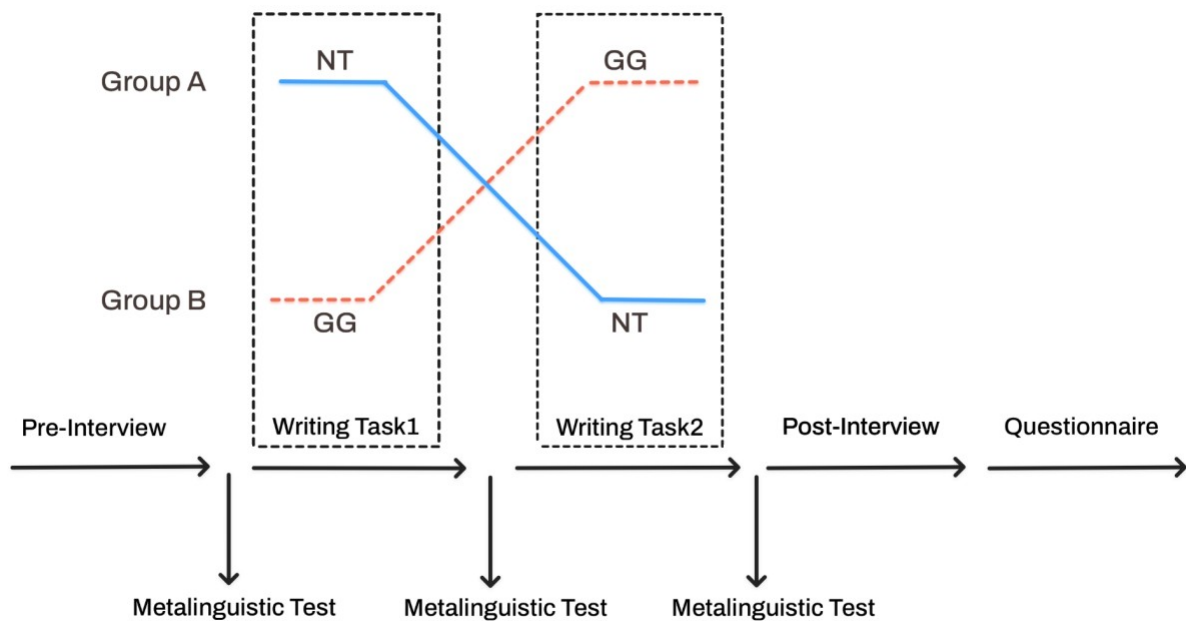 NT
GG
Group A
Group B
GG
NT
Pre-Interview
Writing Task1
Writing Task2
Post-Interview
Questionnaire
Metalinguistic Test
Metalinguistic Test
Metalinguistic Test